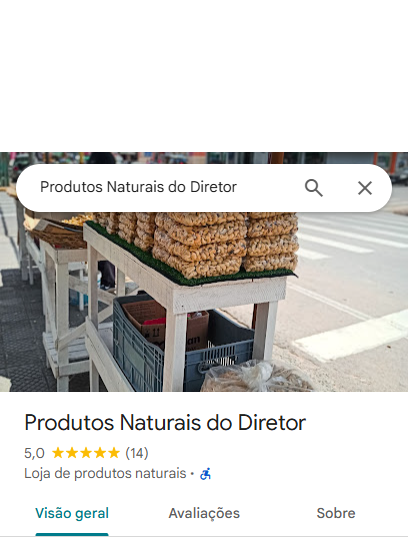 Produtos Naturais do Diretor
Produtos Naturais do Diretor
5,0 (14)
Loja de produtos naturais ·
Visão geral
Avaliações
Sobre